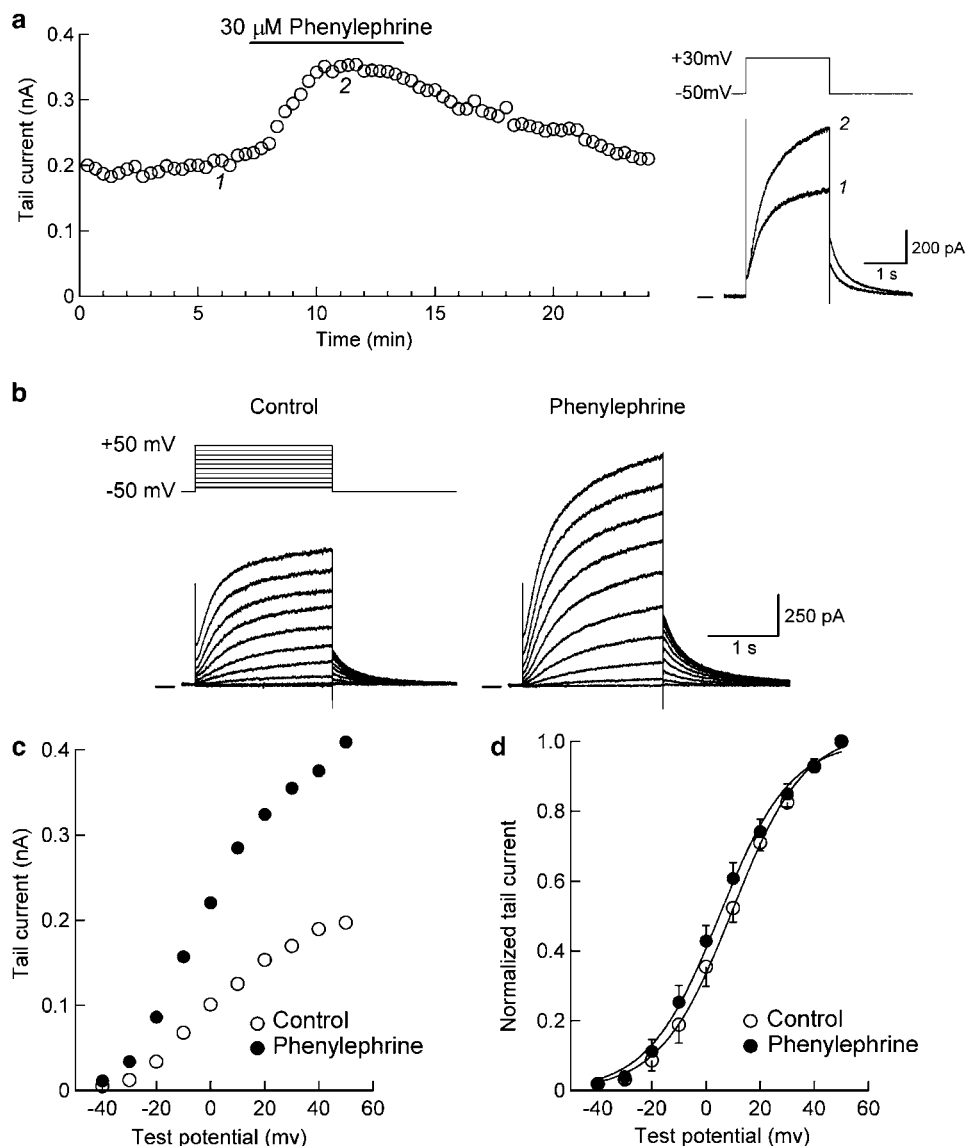 a
30 μM Phenylephrine
0.4
0.3
0.2
0.1
0
Tail current (nA)
1
2
0
5
10
15
20
Time (min)
+30mV
-50mV
2
1
200 pA
1 s
b
Control
Phenylephrine
+50 mV
-50 mV
250 pA
1 s
c
0.4
0.3
0.2
0.1
0
Tail current (nA)
Control
Phenylephrine
-40
-20
0
20
40
60
Test potential (mv)
d
1.0
0.8
0.6
0.4
0.2
0
Normalized tail current
Control
Phenylephrine
-40
-20
0
20
40
60
Test potential (mv)